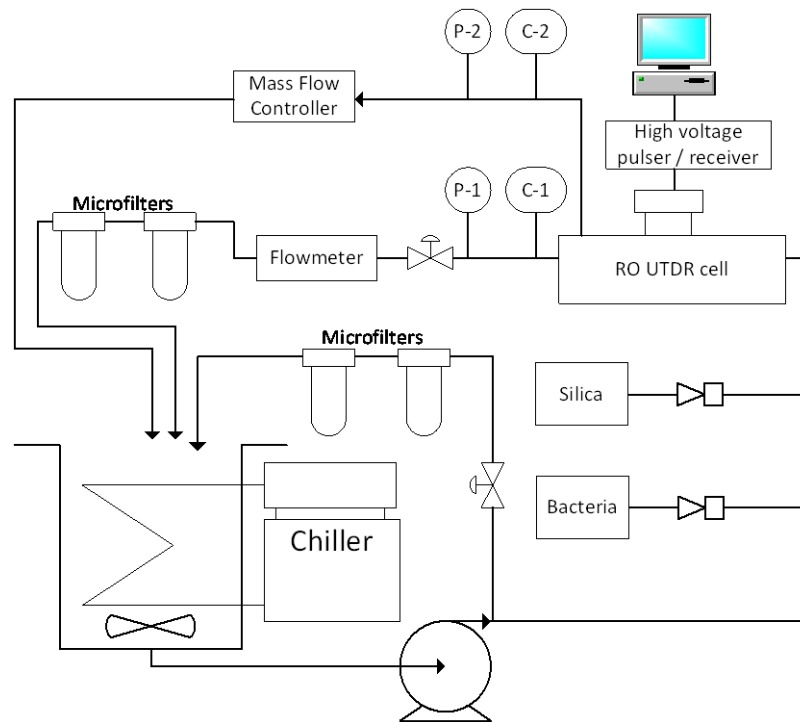 P-2
C-2
Mass Flow
Controller
High voltage
pulser / receiver
Microfilters
P-1
C-1
Flowmeter
RO UTDR cell
Microfilters
Silica
Bacteria
Chiller